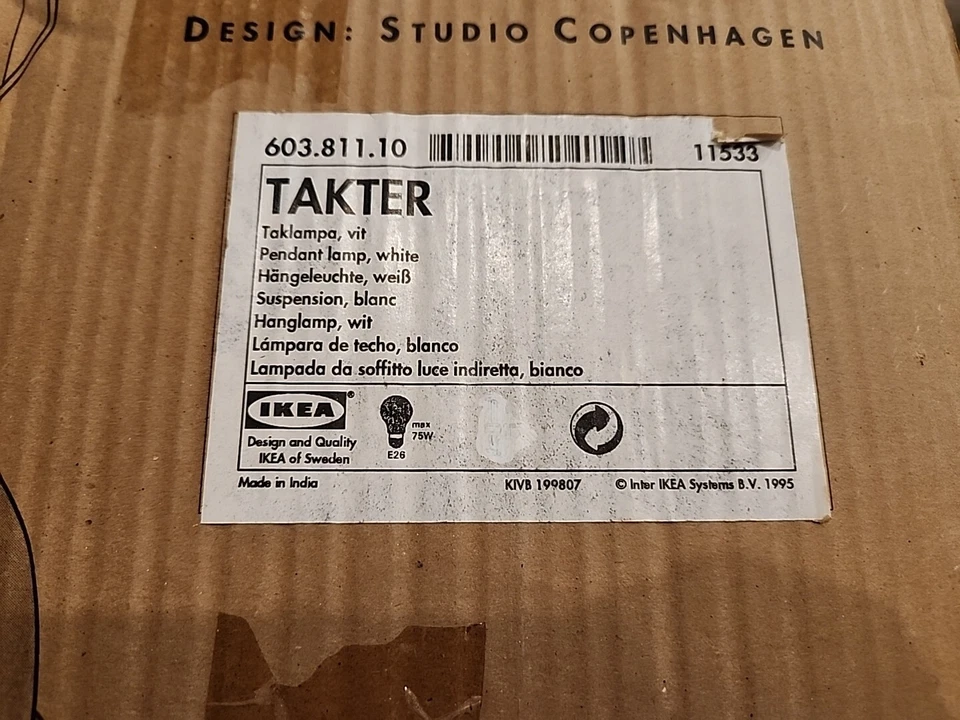 DESIGN: STUDIO COPENHAGEN
603.811.10 11533
TAKTER
Taklampa, vit
Pendant lamp, white
Hängeleuchte, weiß
Suspension, blanc
Hanglamp, wit
Lámpara de techo, blanco
Lampada da soffitto luce indiretta, bianco
IKEA®
Design and Quality
IKEA of Sweden
max
75W
E26
Made in India KIVB 199807 © Inter IKEA Systems B.V. 1995